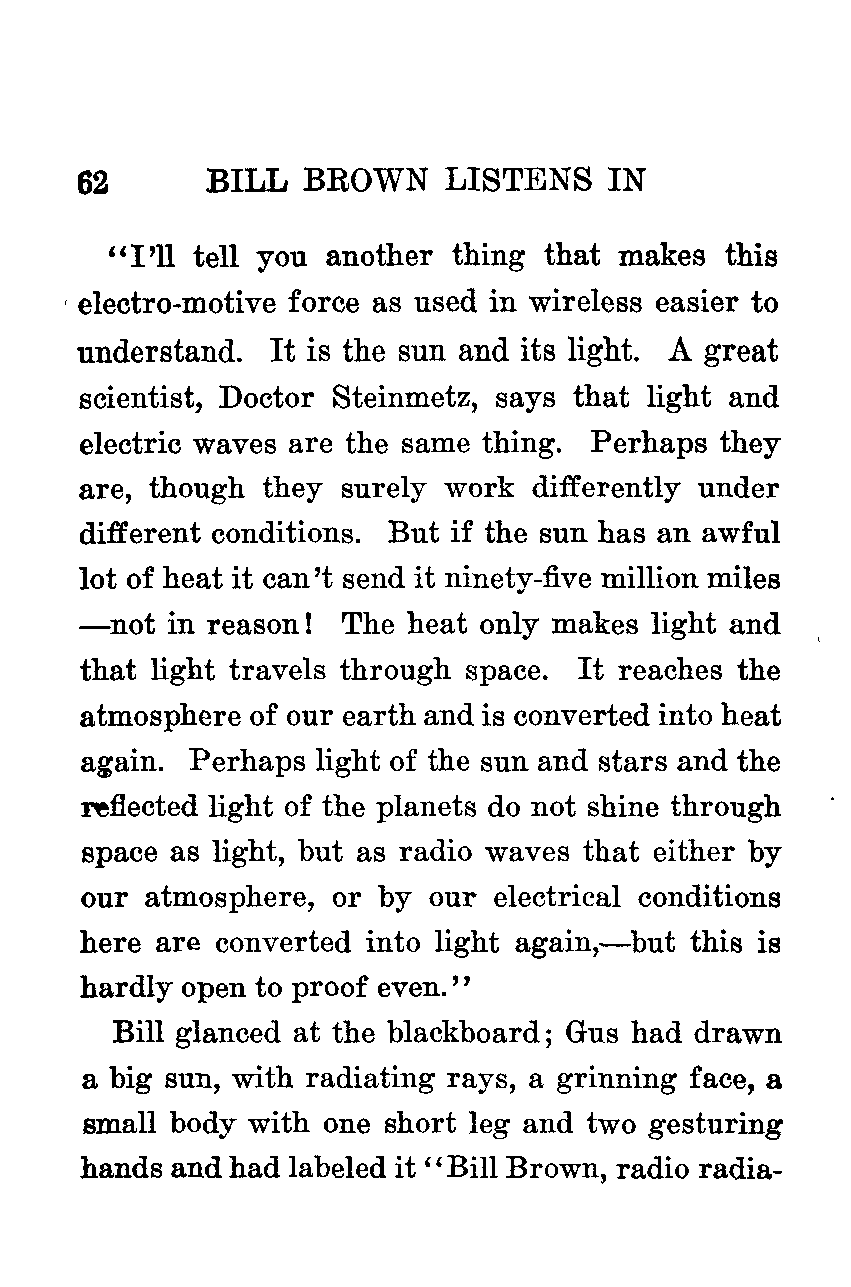 62 BILL BROWN LISTENS IN
“I’ll tell you another thing that makes this
electro-motive force as used in wireless easier to
understand. It is the sun and its light. A great
scientist, Doctor Steinmetz, says that light and
electric waves are the same thing. Perhaps they
are, though they surely work differently under
different conditions. But if the sun has an awful
lot of heat it can’t send it ninety-five million miles
—not in reason! The heat only makes light and
that light travels through space. It reaches the
atmosphere of our earth and is converted into heat
again. Perhaps light of the sun and stars and the
reflected light of the planets do not shine through
space as light, but as radio waves that either by
our atmosphere, or by our electrical conditions
here are converted into light again,—but this is
hardly open to proof even.”
Bill glanced at the blackboard; Gus had drawn
a big sun, with radiating rays, a grinning face, a
small body with one short leg and two gesturing
hands and had labeled it “Bill Brown, radio radia-